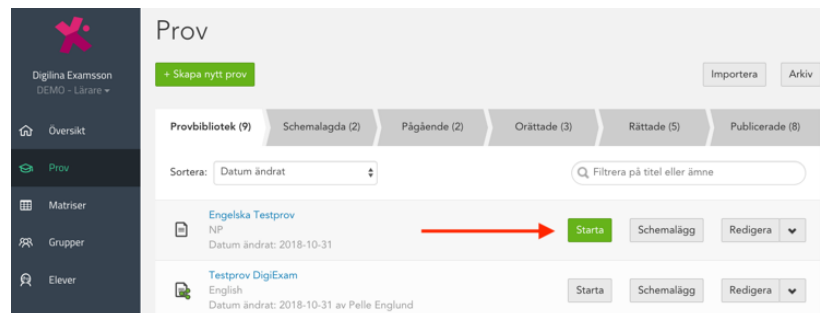 Prov
Digilina Examsson
DEMO - Lärare
+ Skapa nytt prov
Importera
Arkiv
Översikt
Prov
Matriser
Grupper
Elever
Provbibliotek (9)
Schemalagda (2)
Pågående (2)
Orättade (3)
Rättade (5)
Publicerade (8)
Sortera:
Datum ändrat
Filtrera på titel eller ämne
Engelska Testprov
NP
Datum ändrat: 2018-10-31
Starta
Schemalägg
Redigera
Testprov DigiExam
English
Datum ändrat: 2018-10-31 av Pelle Englund
Starta
Schemalägg
Redigera